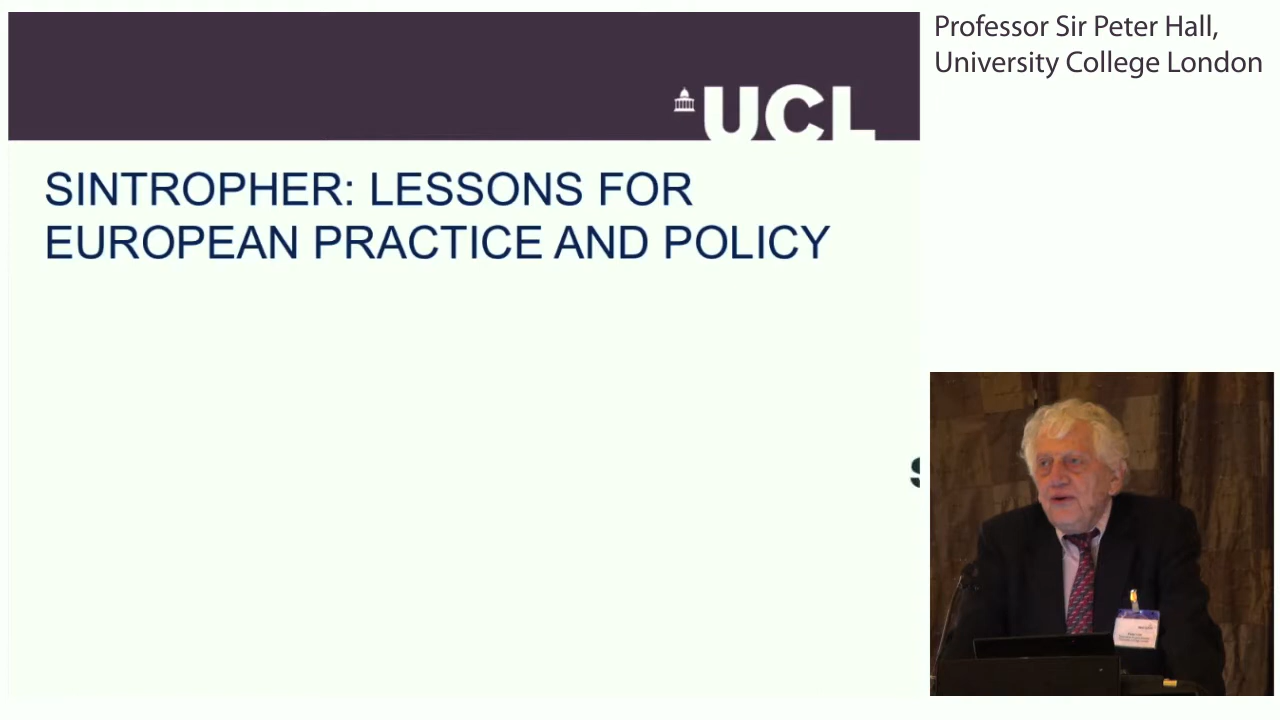 Professor Sir Peter Hall,
University College London
UCL
SINTROPHER: LESSONS FOR
EUROPEAN PRACTICE AND POLICY